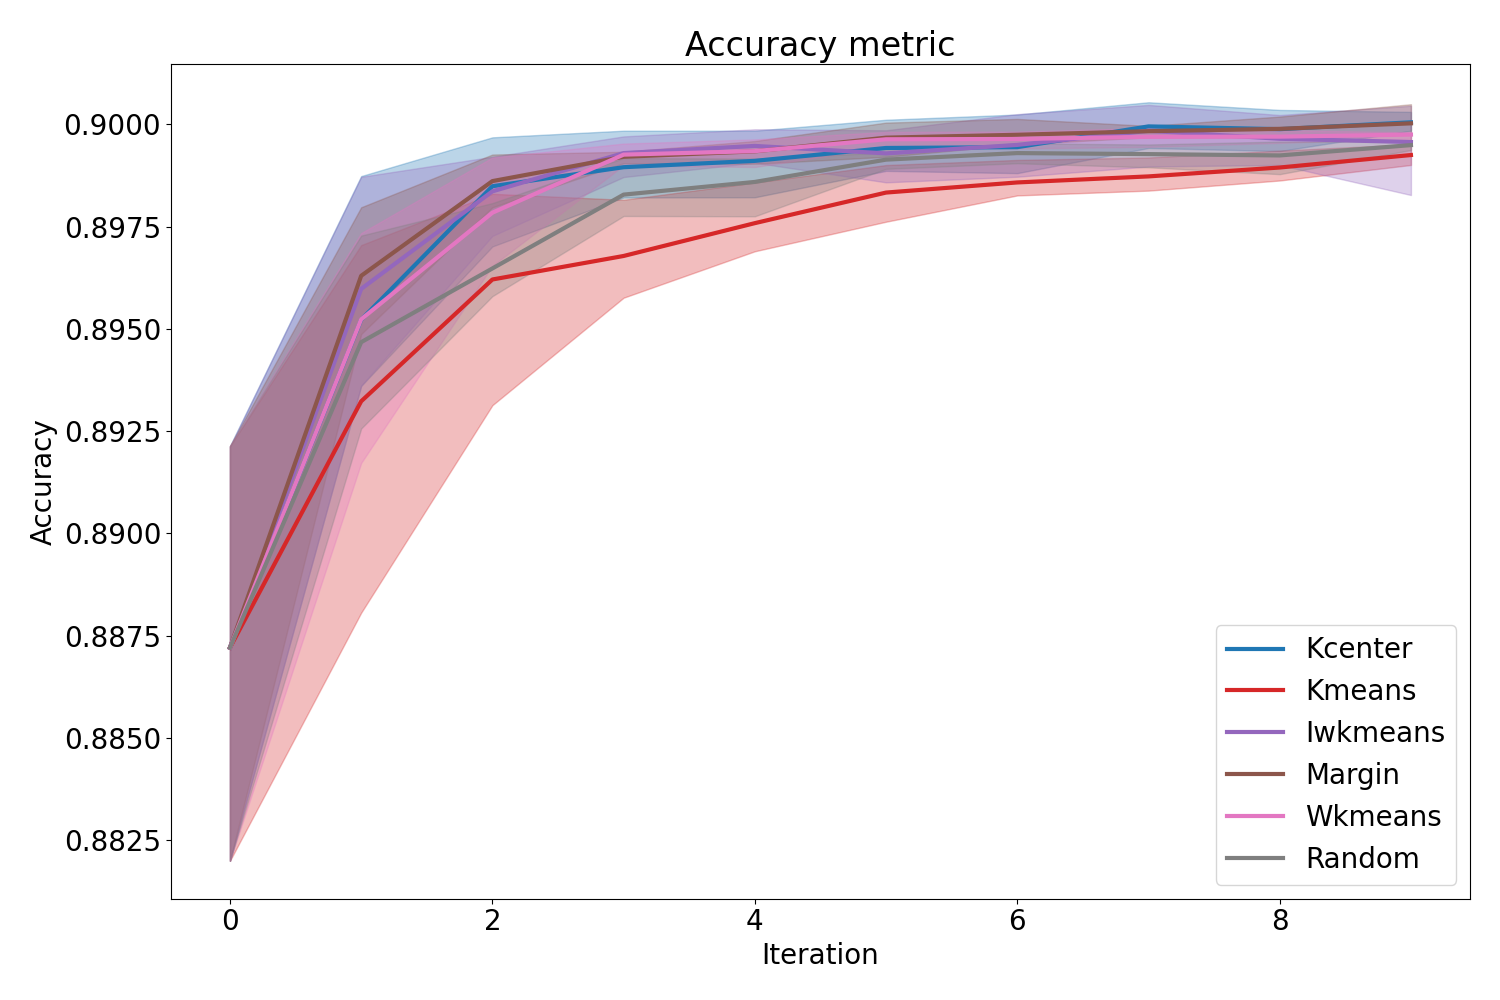 Accuracy metric
Accuracy
0.9000
0.8975
0.8950
0.8925
0.8900
0.8875
0.8850
0.8825
0 2 4 6 8
Iteration
Kcenter
Kmeans
Iwkmeans
Margin
Wkmeans
Random